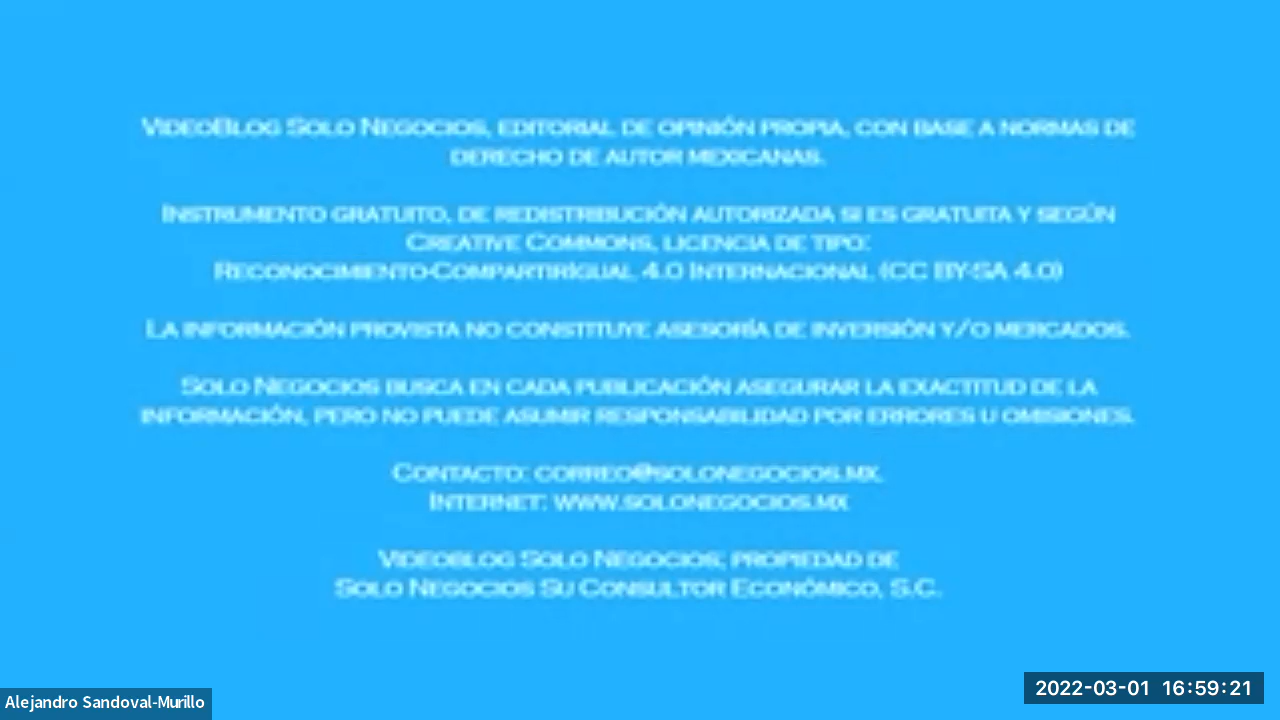 VideoBlog Solo Negocios, editorial de opinión propia, con base a normas de
derecho de autor mexicanas.
Instrumento gratuito, de redistribución autorizada si es gratuita y según
Creative Commons, licencia de tipo:
Reconocimiento-CompartirIgual 4.0 Internacional (CC BY-SA 4.0)
La información provista no constituye asesoría de inversión y/o mercados.
Solo Negocios busca en cada publicación asegurar la exactitud de la
información, pero no puede asumir responsabilidad por errores u omisiones.
Contacto: correo@solonegocios.mx.
Internet: www.solonegocios.mx
Videoblog Solo Negocios; propiedad de
Solo Negocios Su Consultor Económico, S.C.
Alejandro Sandoval-Murillo
2022-03-01 16:59:21